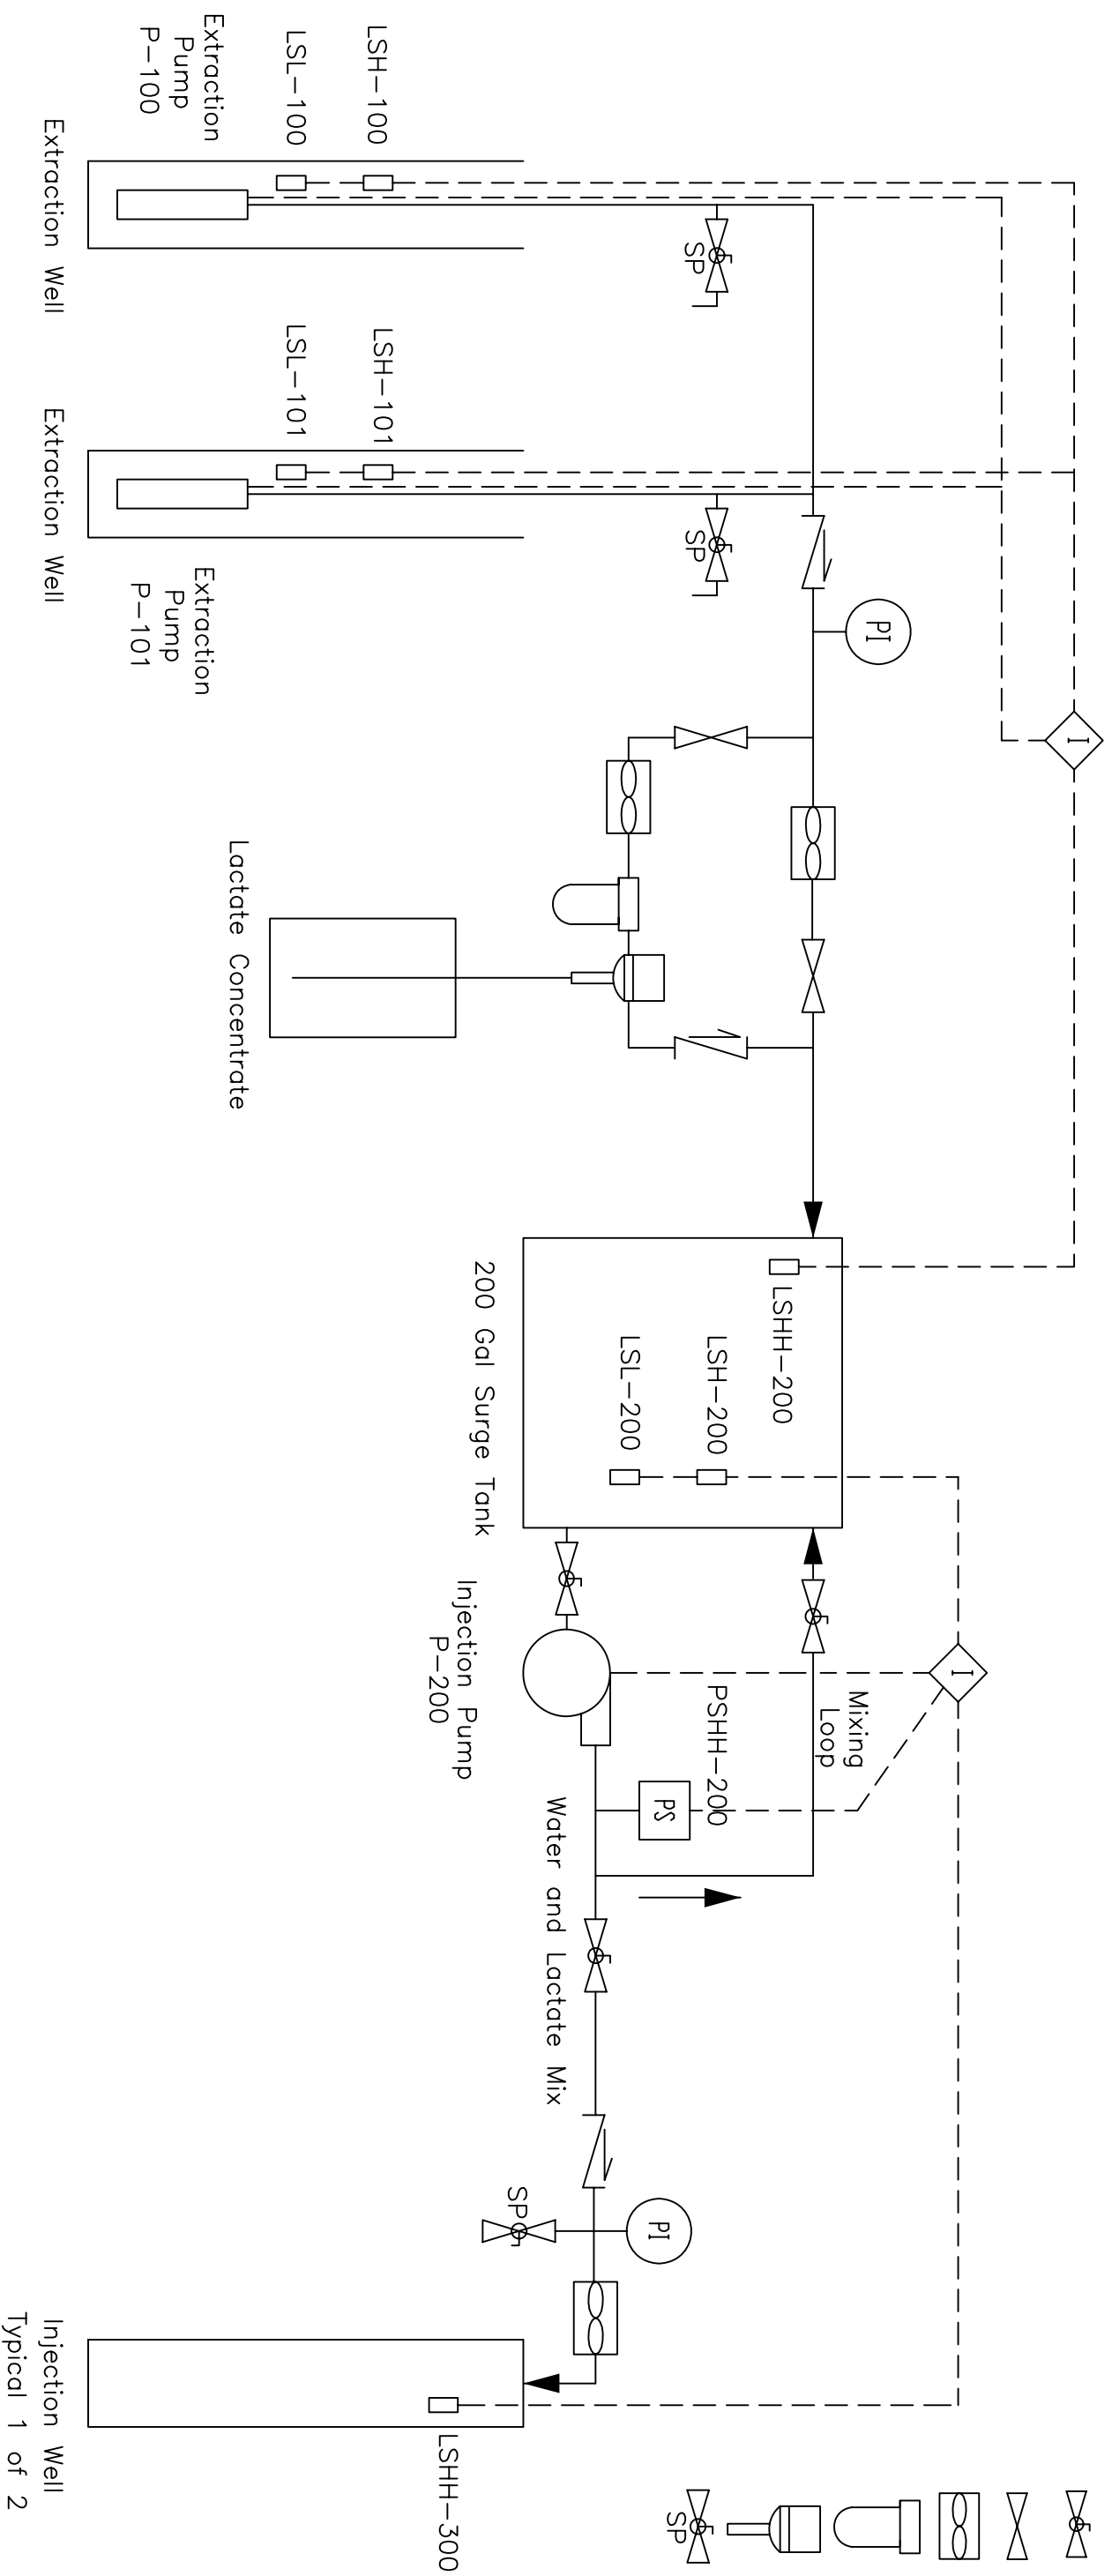 Extraction
Pump
P-100
LSL-100
LSH-100
Extraction Well
SP
LSL-101
LSH-101
Extraction Well
SP
Extraction
Pump
P-101
PI
I
Lactate Concentrate
LSHH-200
LSH-200
LSL-200
200 Gal Surge Tank
Injection Pump
P-200
I
Mixing
Loop
PSHH-200
PS
Water and Lactate Mix
SP
PI
LSHH-300
Injection Well
Typical 1 of 2
SP